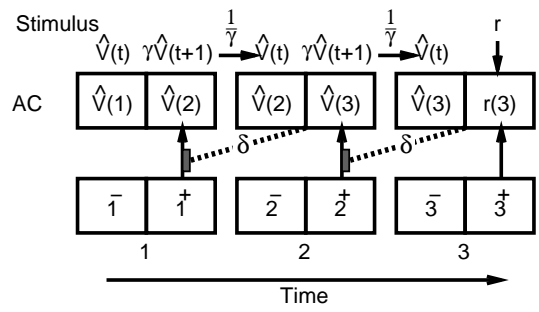 Stimulus 1/γ 1/γ r
V̂(t) γV̂(t+1) V̂(t) γV̂(t+1) V̂(t)
AC V̂(1) V̂(2) V̂(2) V̂(3) V̂(3) r(3)
δ δ
1⁻ 1⁺ 2⁻ 2⁺ 3⁻ 3⁺
1 2 3
Time